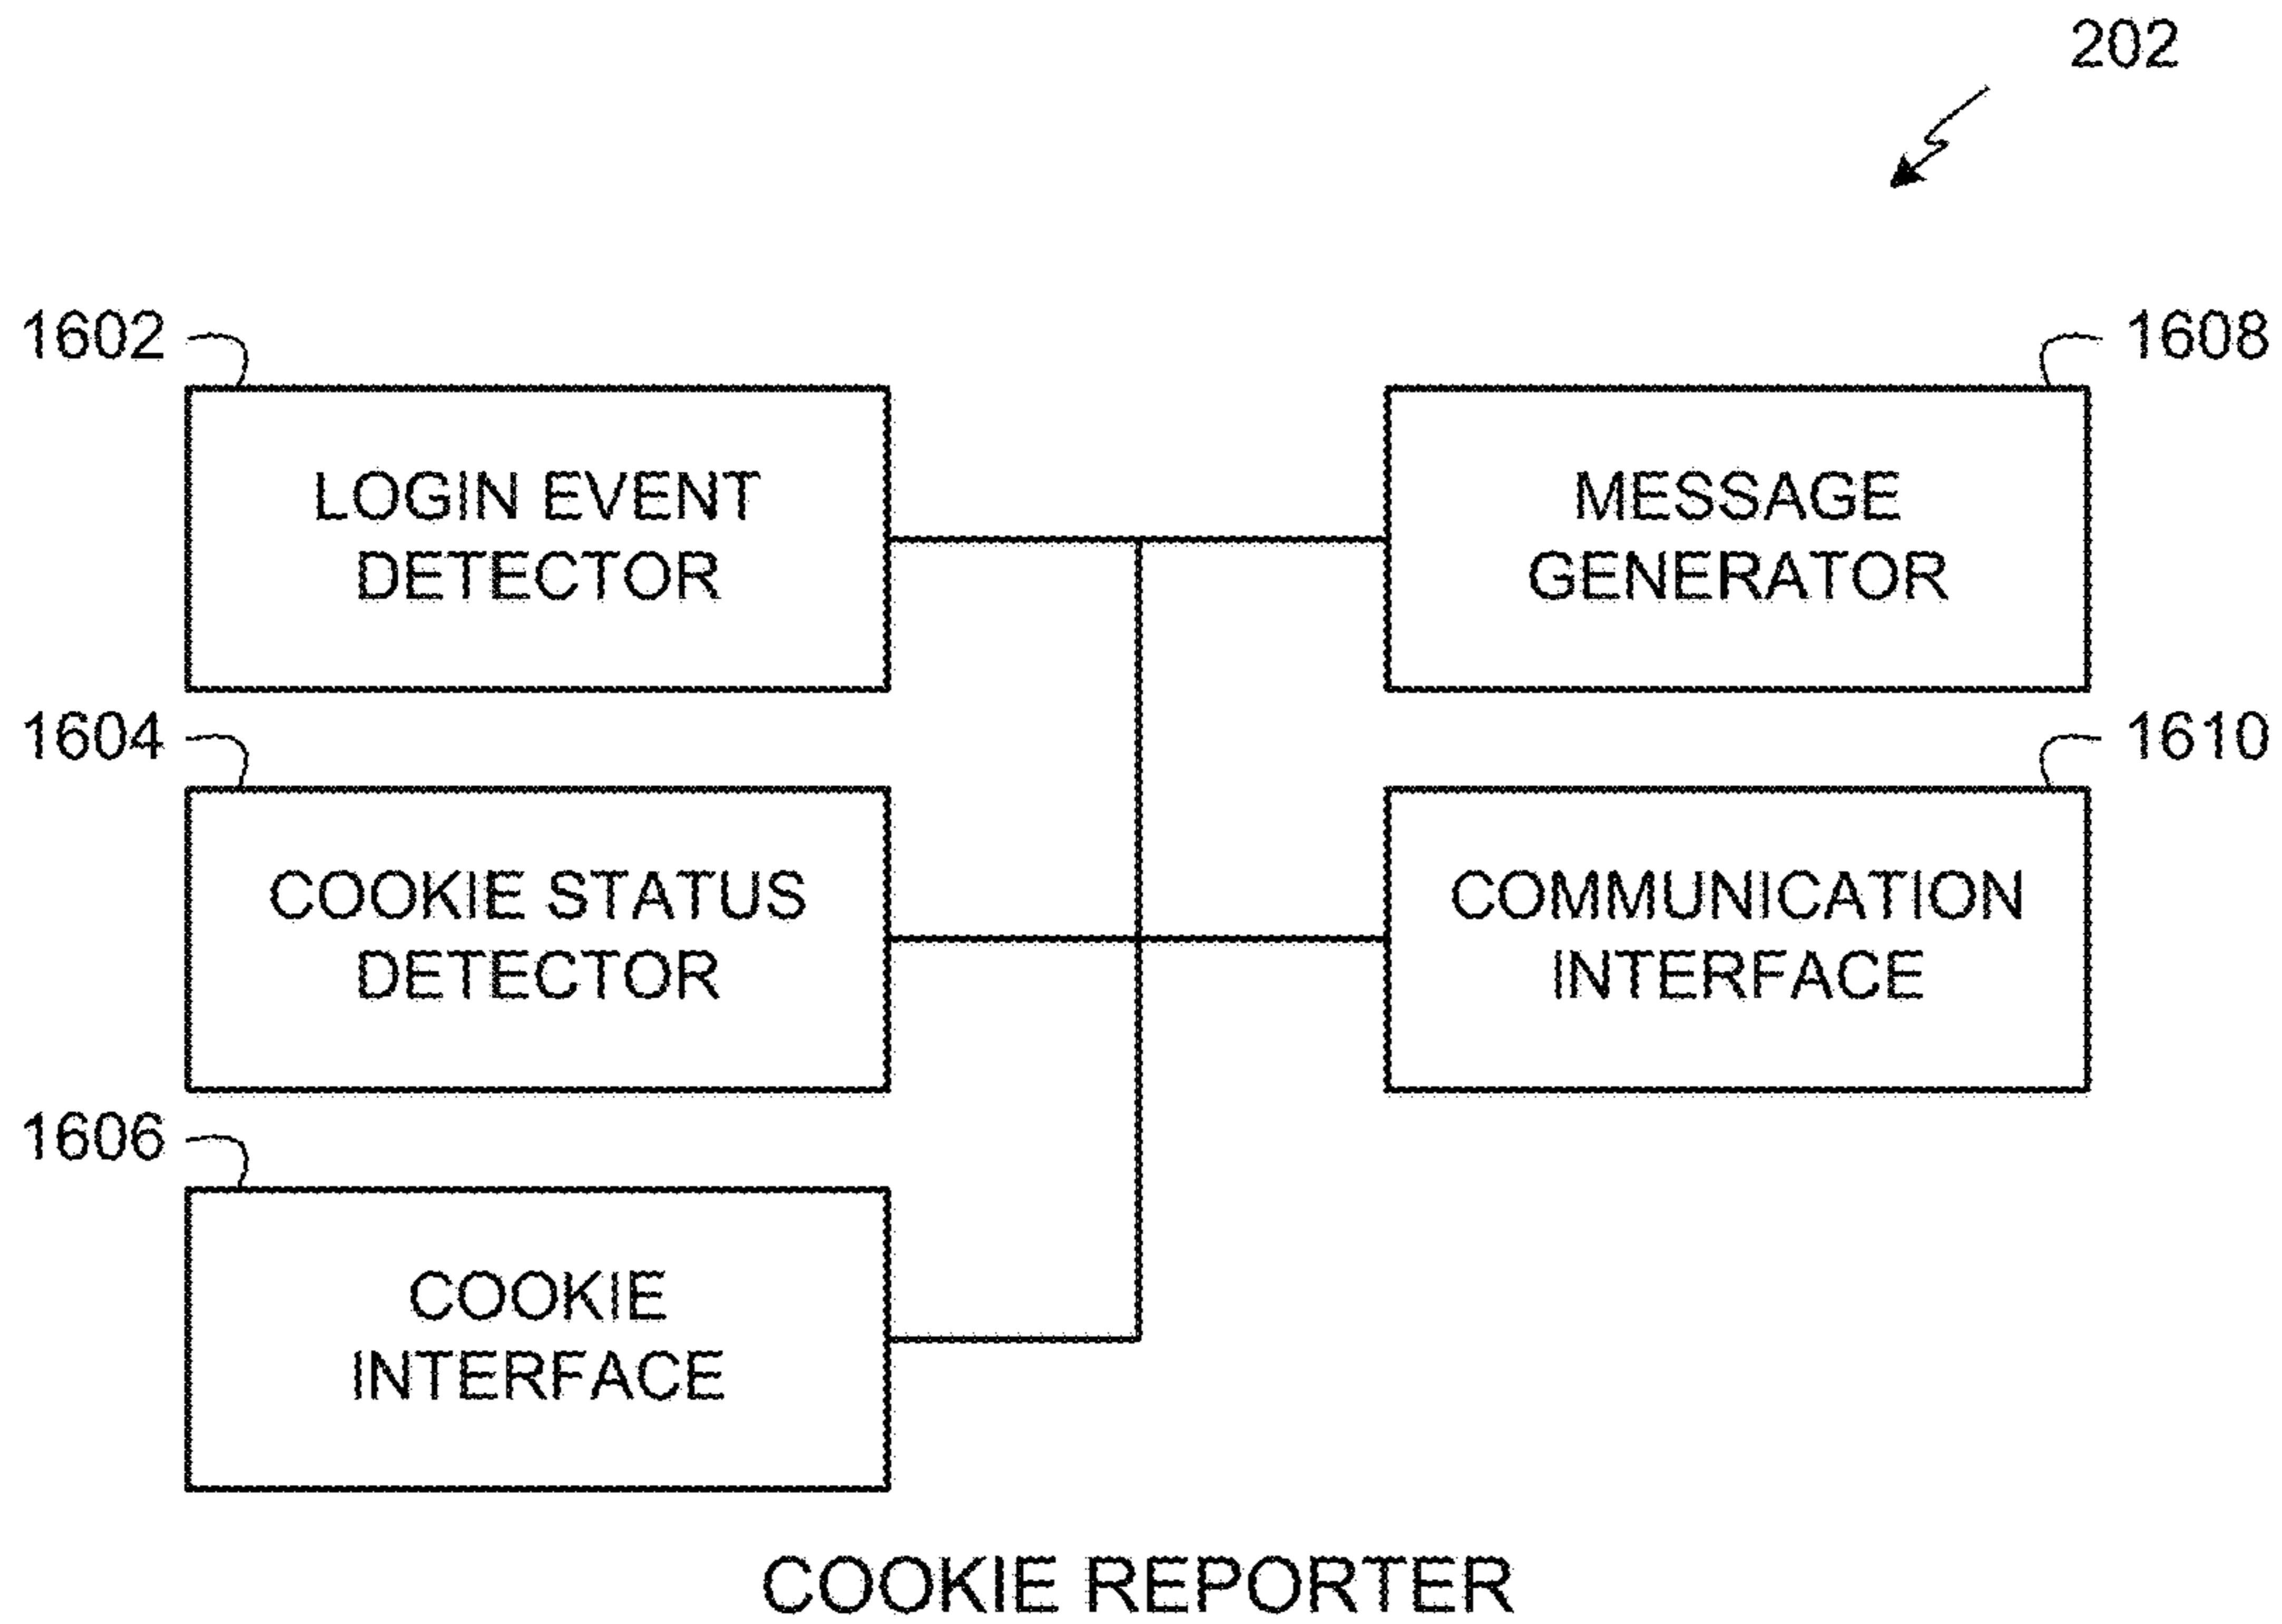 202
1602
LOGIN EVENT
DETECTOR
1608
MESSAGE
GENERATOR
1604
COOKIE STATUS
DETECTOR
1610
COMMUNICATION
INTERFACE
1606
COOKIE
INTERFACE
COOKIE REPORTER